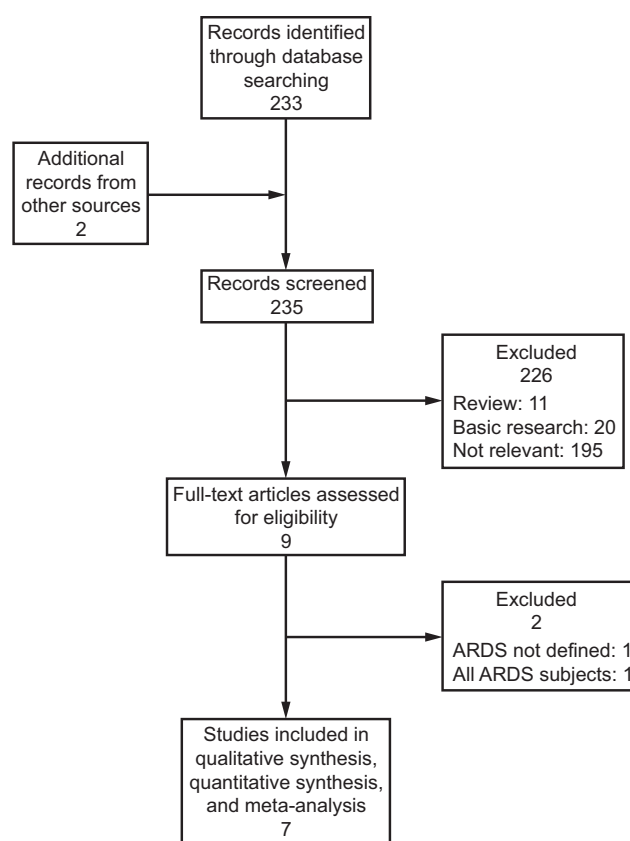 Records identified
through database
searching
233
Additional
records from
other sources
2
Records screened
235
Excluded
226
Review: 11
Basic research: 20
Not relevant: 195
Full-text articles assessed
for eligibility
9
Excluded
2
ARDS not defined: 1
All ARDS subjects: 1
Studies included in
qualitative synthesis,
quantitative synthesis,
and meta-analysis
7